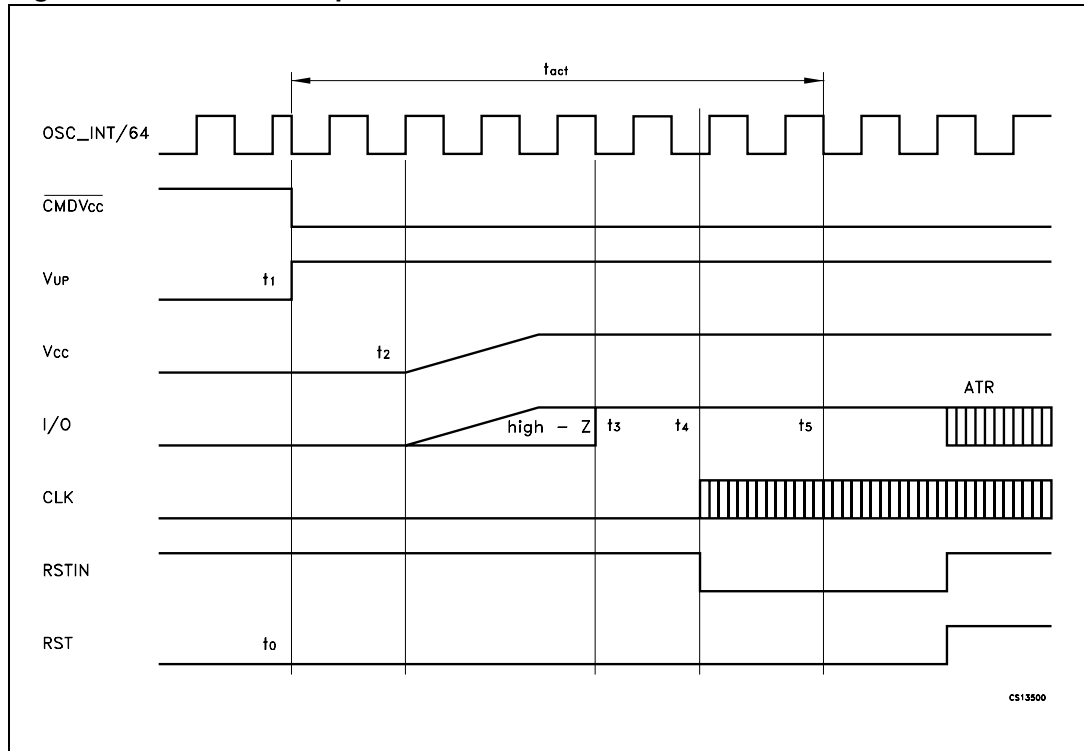 tact
OSC_INT/64
CMDVcc
VUP
t1
Vcc
t2
ATR
I/O
high - Z
t3
t4
t5
CLK
RSTIN
RST
t0
CS13500